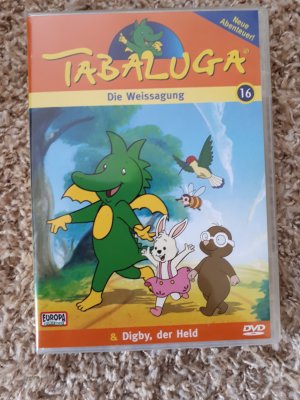 Neue
Abenteuer!
TABALUGA
Die Weissagung
16
EUROPA
& Digby, der Held
DVD